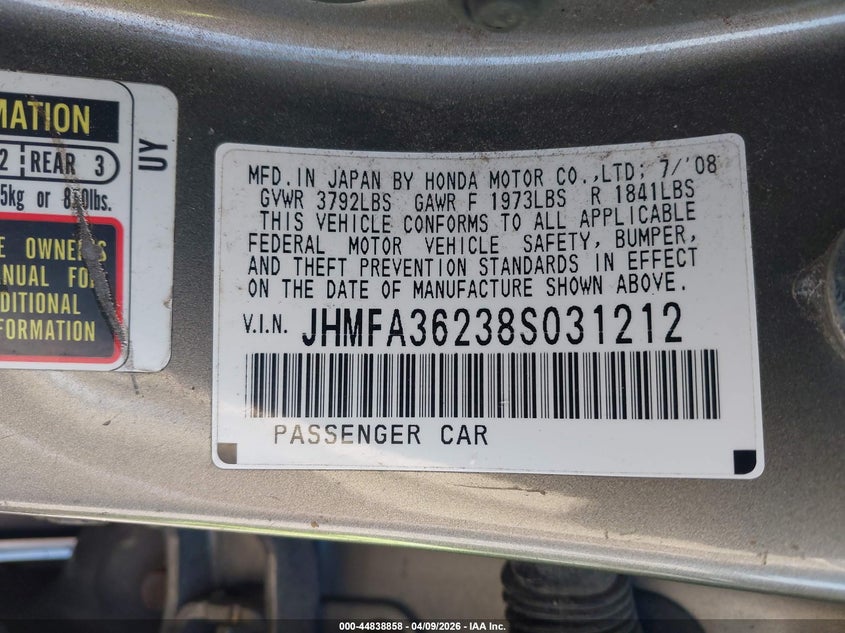 MATION
2 REAR 3
5kg or 850lbs.
E OWNER'S
ANUAL FOR
DITIONAL
FORMATION
UY
MFD.IN JAPAN BY HONDA MOTOR CO.,LTD; 7/'08
GVWR 3792LBS GAWR F 1973LBS R 1841LBS
THIS VEHICLE CONFORMS TO ALL APPLICABLE
FEDERAL MOTOR VEHICLE SAFETY, BUMPER,
AND THEFT PREVENTION STANDARDS IN EFFECT
ON THE DATE OF MANUFACTURE SHOWN ABOVE.
V.I.N. JHMFA36238S031212
PASSENGER CAR
000-44838858 - 04/09/2026 - IAA Inc.